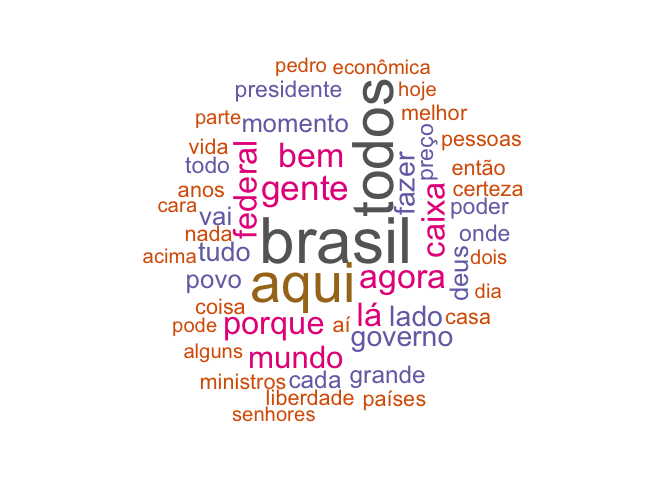 pedro econômica
presidente
todos
hoje
parte
momento
melhor
vida
federal
bem
fazer
preço
pessoas
todo
então
anos
gente
caixa
certeza
cara
vai
poder
nada
brasil
onde
acima
tudo
deus
dois
povo
aqui
agora
dia
coisa
lá
lado
casa
pode
porque
aí
governo
alguns
mundo
ministros
cada
grande
liberdade
países
senhores